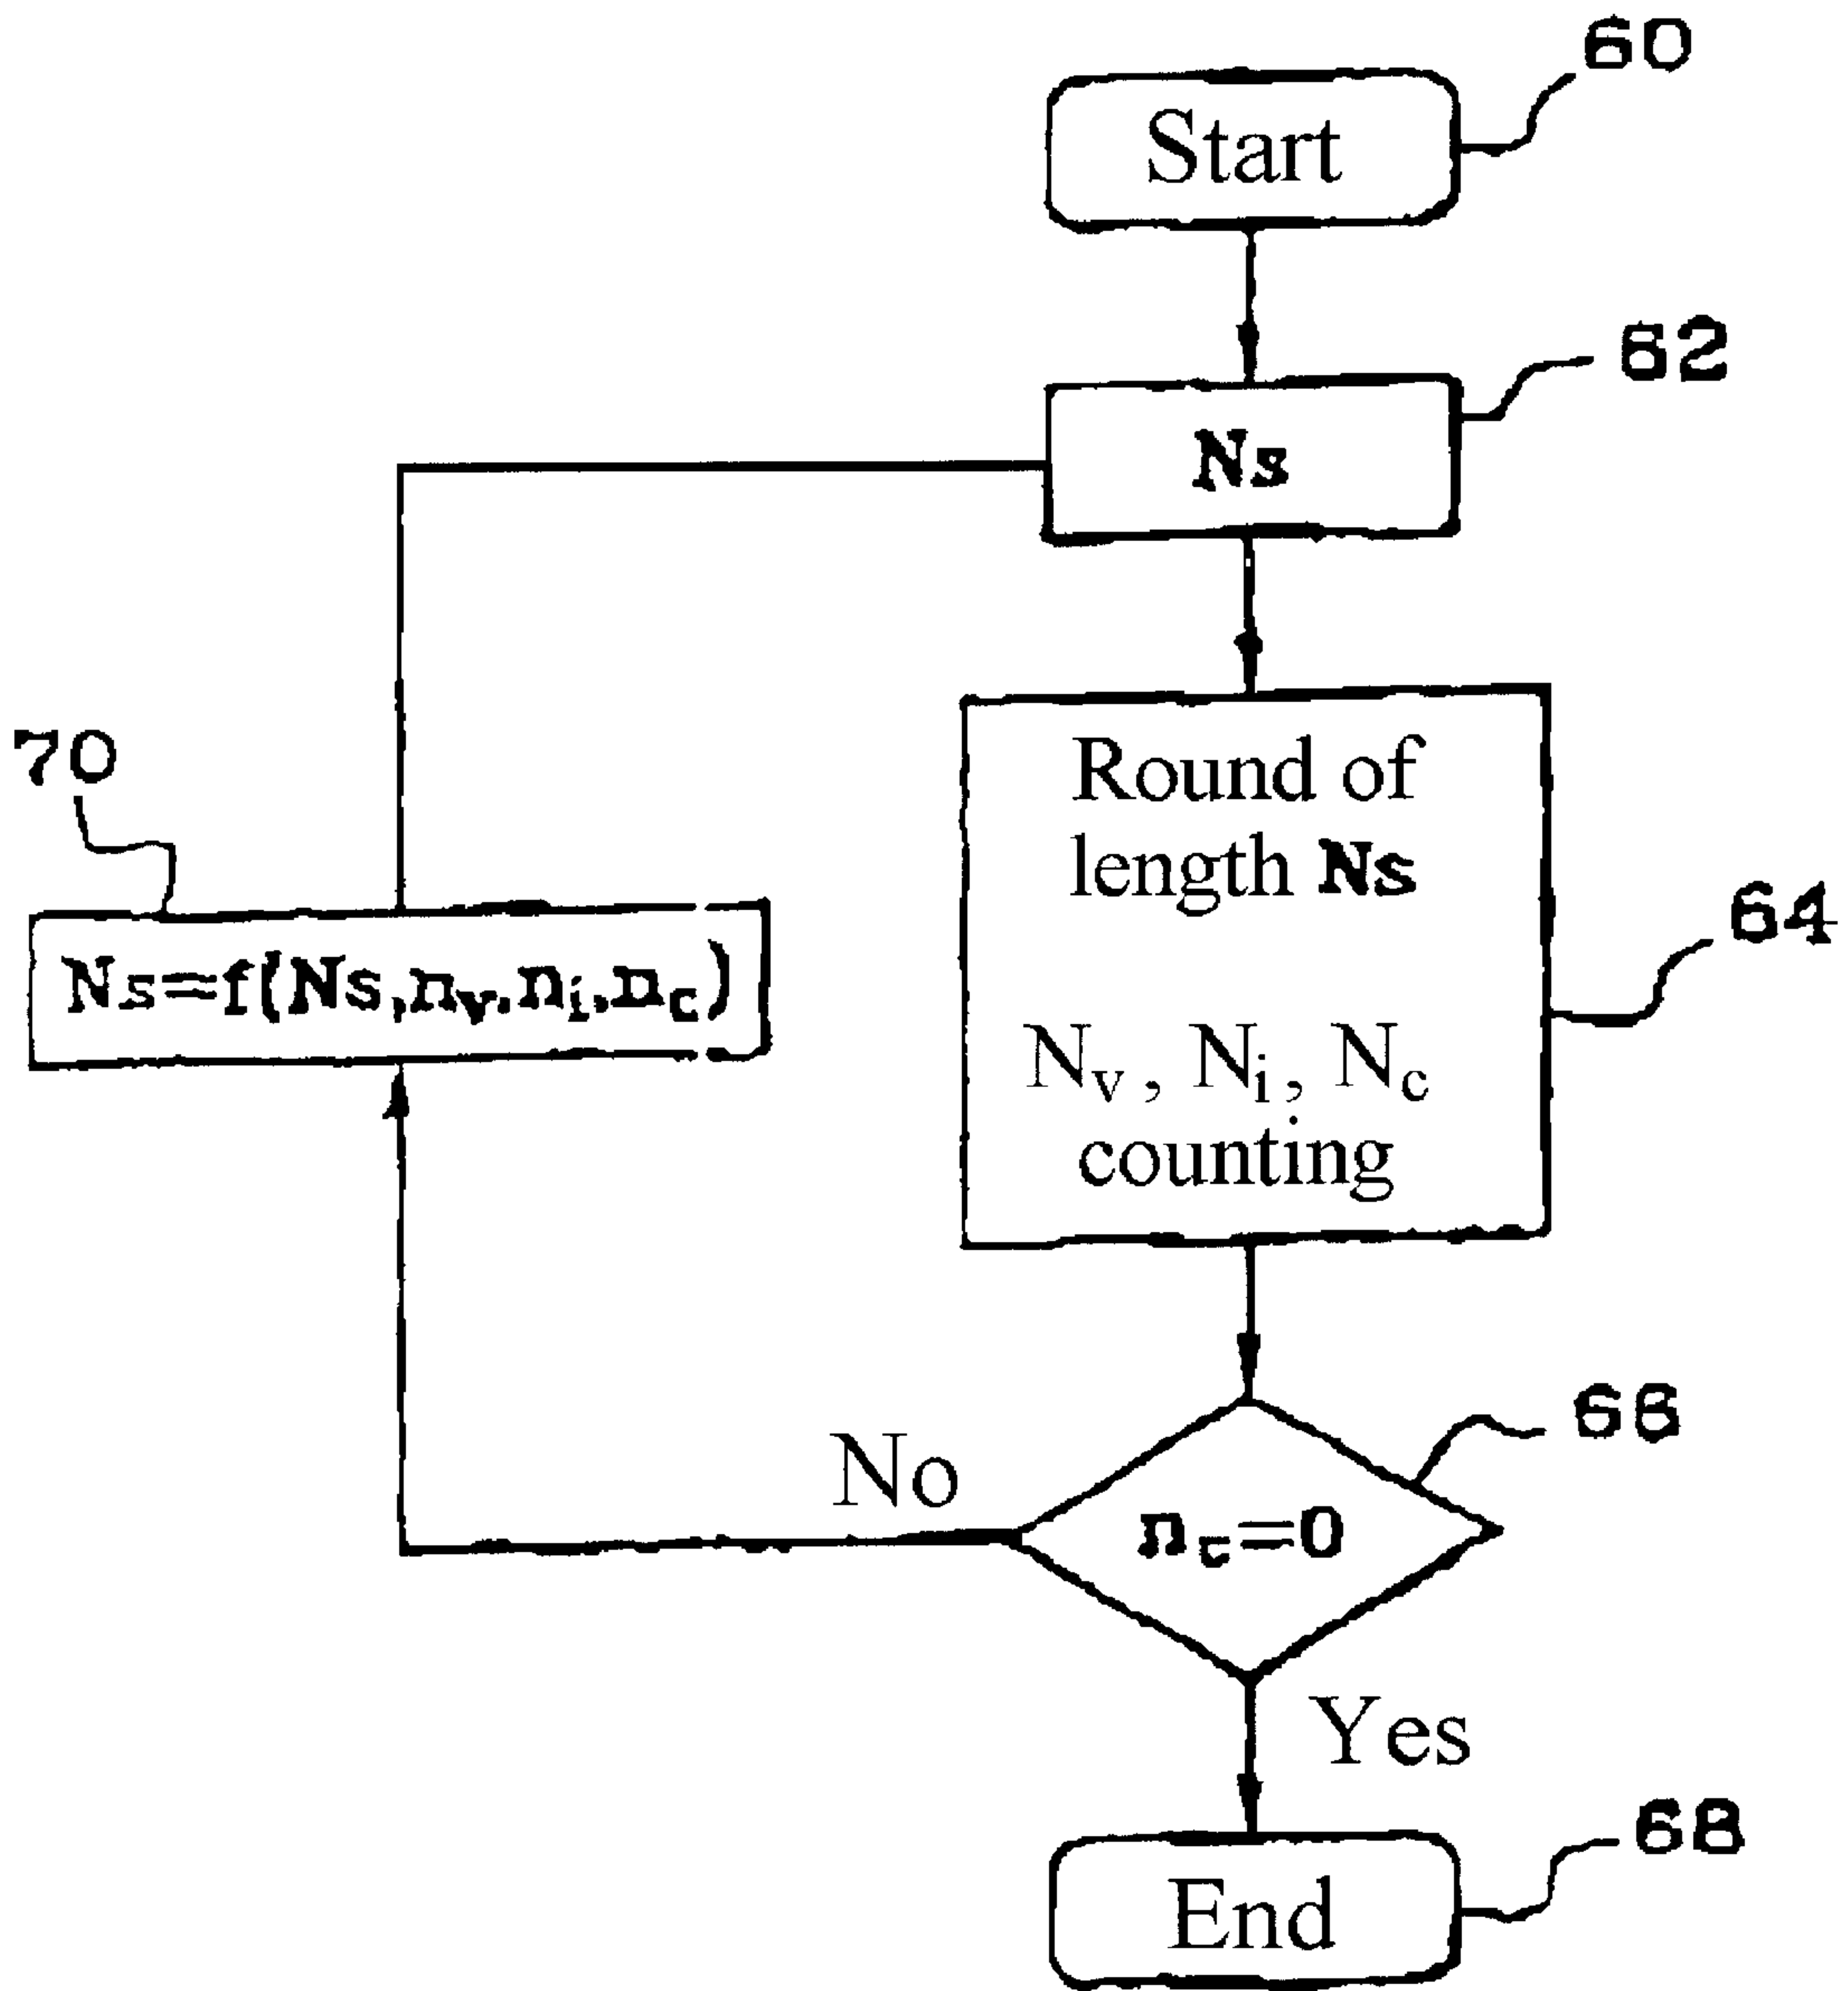 60
Start
62
Ns
70
Round of
length Ns
64
Ns=f(Ns,nv,ni,nc)
Nv, Ni, Nc
counting
66
No
nc=0
Yes
68
End